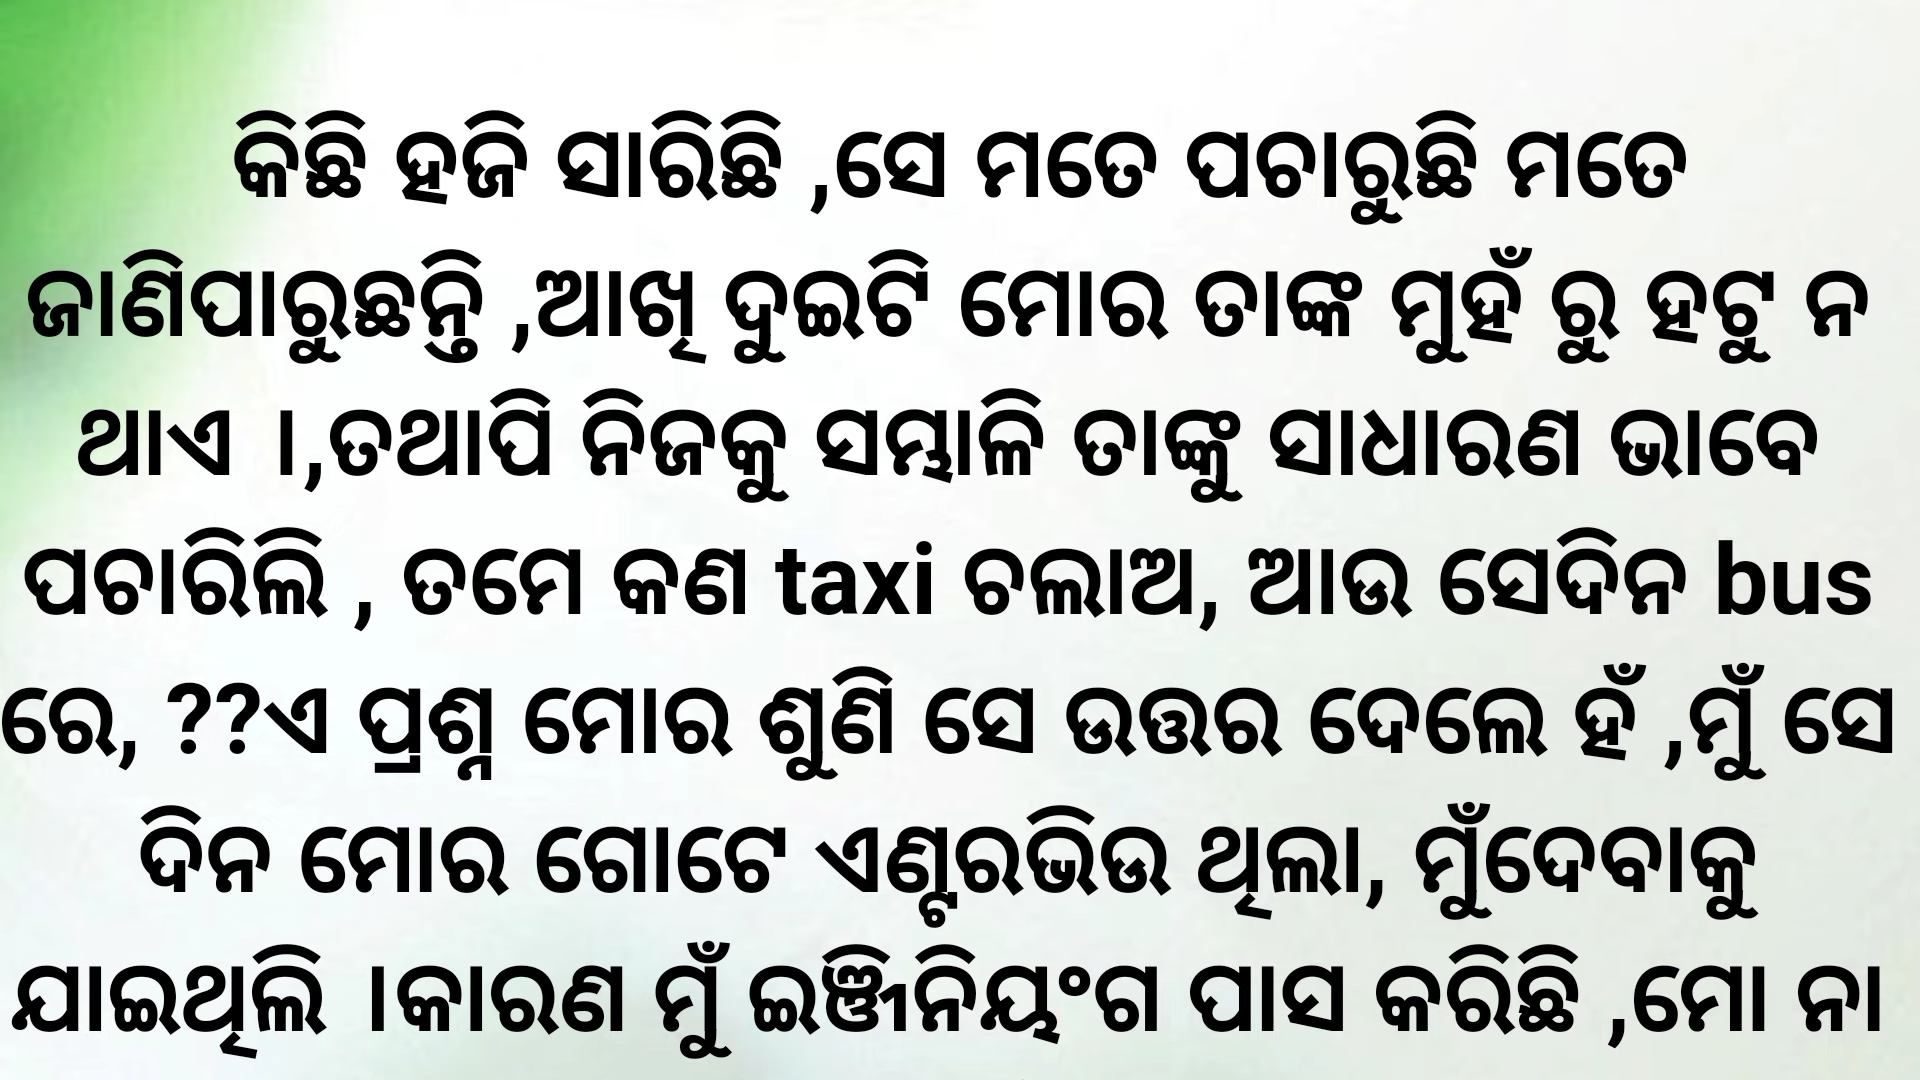 କିଛି ହଜି ସାରିଛି ,ସେ ମତେ ପଚାରୁଛି ମତେ
ଜାଣିପାରୁଛନ୍ତି ,ଆଖି ଦୁଇଟି ମୋର ତାଙ୍କ ମୁହଁ ରୁ ହଟୁ ନ
ଥାଏ ।,ତଥାପି ନିଜକୁ ସମ୍ଭାଳି ତାଙ୍କୁ ସାଧାରଣ ଭାବେ
ପଚାରିଲି , ତମେ କଣ taxi ଚଲାଅ, ଆଉ ସେଦିନ bus
ରେ, ??ଏ ପ୍ରଶ୍ନ ମୋର ଶୁଣି ସେ ଉତ୍ତର ଦେଲେ ହଁ ,ମୁଁ ସେ
ଦିନ ମୋର ଗୋଟେ ଏଣ୍ଟରଭିଉ ଥିଲା, ମୁଁଦେବାକୁ
ଯାଇଥିଲି ।କାରଣ ମୁଁ ଇଞ୍ଜିନିୟଂଗ ପାସ କରିଛି ,ମୋ ନା